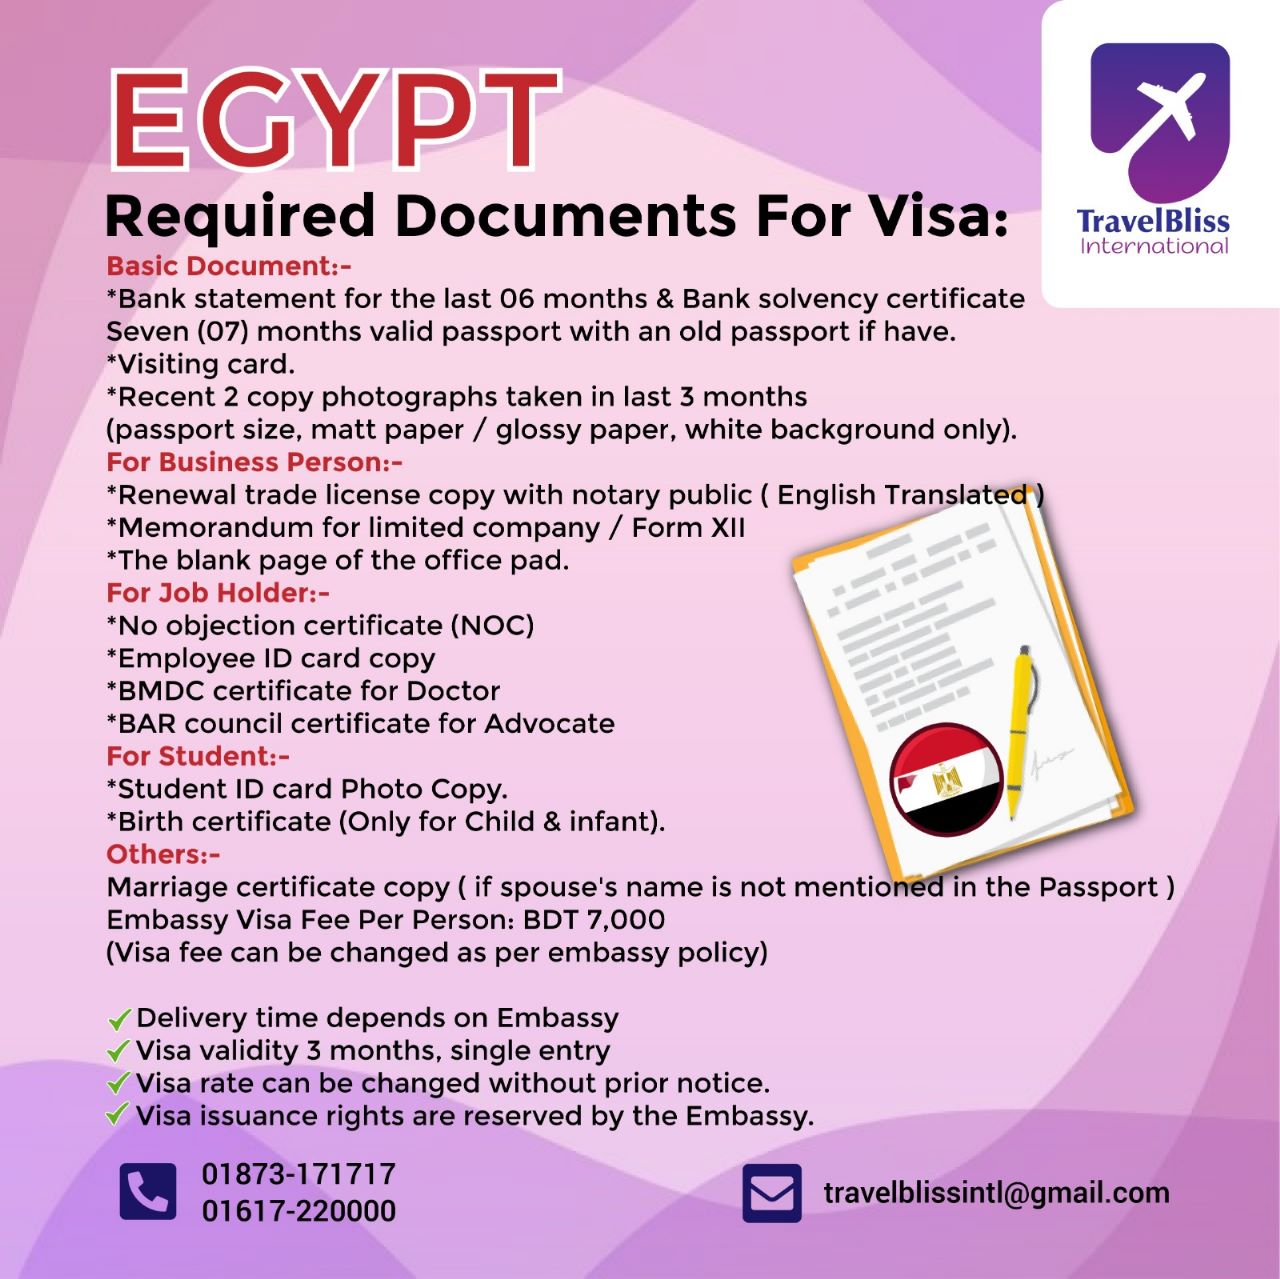 EGYPT
TravelBliss
International
Required Documents For Visa:
Basic Document:-
*Bank statement for the last 06 months & Bank solvency certificate
Seven (07) months valid passport with an old passport if have.
*Visiting card.
*Recent 2 copy photographs taken in last 3 months
(passport size, matt paper / glossy paper, white background only).
For Business Person:-
*Renewal trade license copy with notary public ( English Translated )
*Memorandum for limited company / Form XII
*The blank page of the office pad.
For Job Holder:-
*No objection certificate (NOC)
*Employee ID card copy
*BMDC certificate for Doctor
*BAR council certificate for Advocate
For Student:-
*Student ID card Photo Copy.
*Birth certificate (Only for Child & infant).
Others:-
Marriage certificate copy ( if spouse's name is not mentioned in the Passport )
Embassy Visa Fee Per Person: BDT 7,000
(Visa fee can be changed as per embassy policy)
Delivery time depends on Embassy
Visa validity 3 months, single entry
Visa rate can be changed without prior notice.
Visa issuance rights are reserved by the Embassy.
01873-171717
01617-220000
travelblissintl@gmail.com